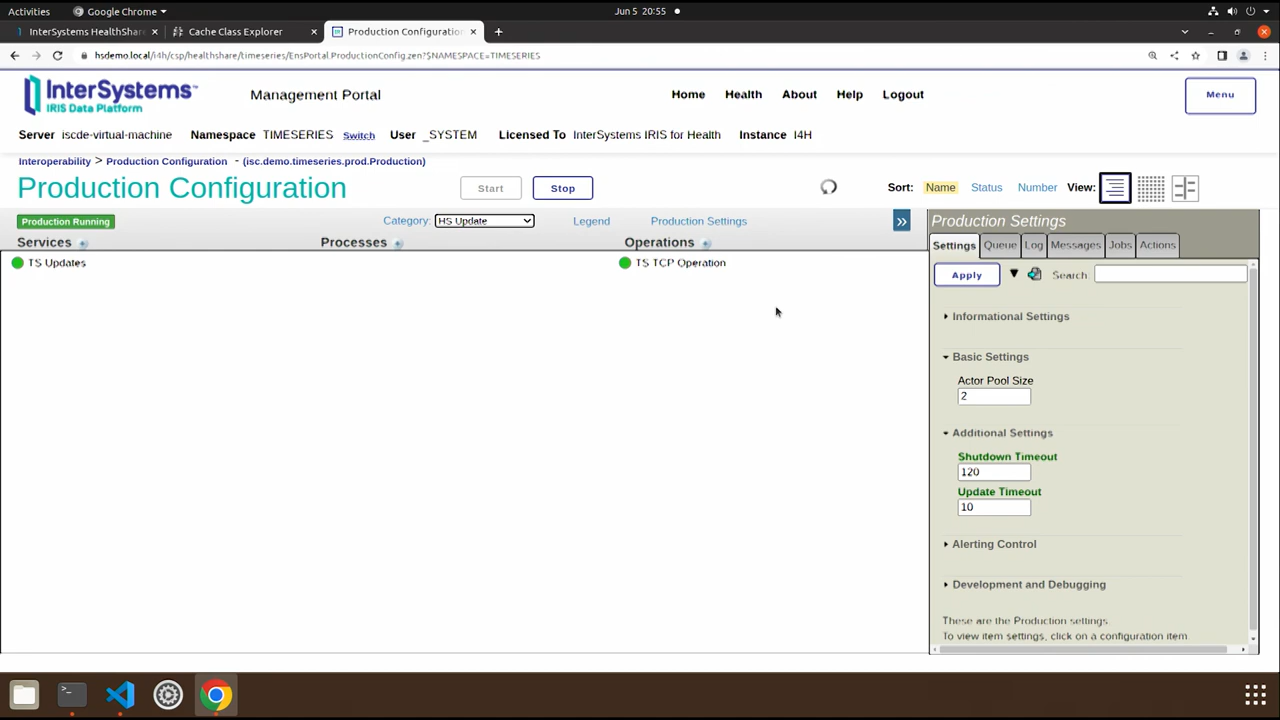 Activities
Google Chrome
Jun 5 20:55
InterSystems HealthShar
Cache Class Explorer
Production Configuration
hsdemo.local/i4h/csp/healthshare/timeseries/EnsPortal.ProductionConfig.zen?$NAMESPACE=TIMESERIES
InterSystems
IRIS Data Platform
Management Portal
Home Health About Help Logout
Menu
Server iscde-virtual-machine Namespace TIMESERIES Switch User _SYSTEM Licensed To InterSystems IRIS for Health Instance I4H
Interoperability > Production Configuration - (isc.demo.timeseries.prod.Production)
Production Configuration
Start
Stop
Sort: Name Status Number View:
Production Running
Category: HS Update
Legend
Production Settings
»
Services
Processes
Operations
TS Updates
TS TCP Operation
Production Settings
Settings Queue Log Messages Jobs Actions
Apply
Search:
Informational Settings
Basic Settings
Actor Pool Size
2
Additional Settings
Shutdown Timeout
120
Update Timeout
10
Alerting Control
Development and Debugging
These are the Production settings.
To view item settings, click on a configuration item